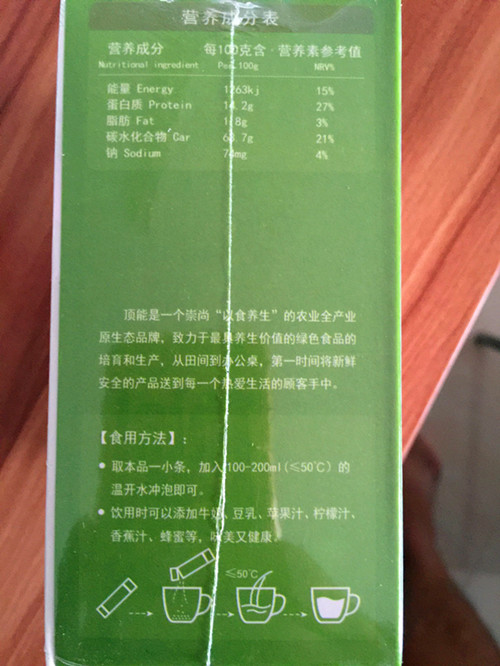 营养成分表
营养成分 每100克含·营养素参考值
Nutritional ingredient Per 100g NRV%
能量 Energy 1263kj 15%
蛋白质 Protein 2g 27%
脂肪 Fat 8g 3%
碳水化合物 Car 7g 21%
钠 Sodium mg 4%
顶能是一个崇尚“以食养生”的农业全产业
原生态品牌，致力于最具养生价值的绿色食品的
培育和生产，从田间到办公桌，第一时间将新鲜
安全的产品送到每一个热爱生活的顾客手中。
【食用方法】：
● 取本品一小条，加入100-200ml(≤50℃）的
温开水冲泡即可。
● 饮用时可以添加牛奶、豆乳、苹果汁、柠檬汁、
香蕉汁、蜂蜜等，味美又健康。
≤50℃